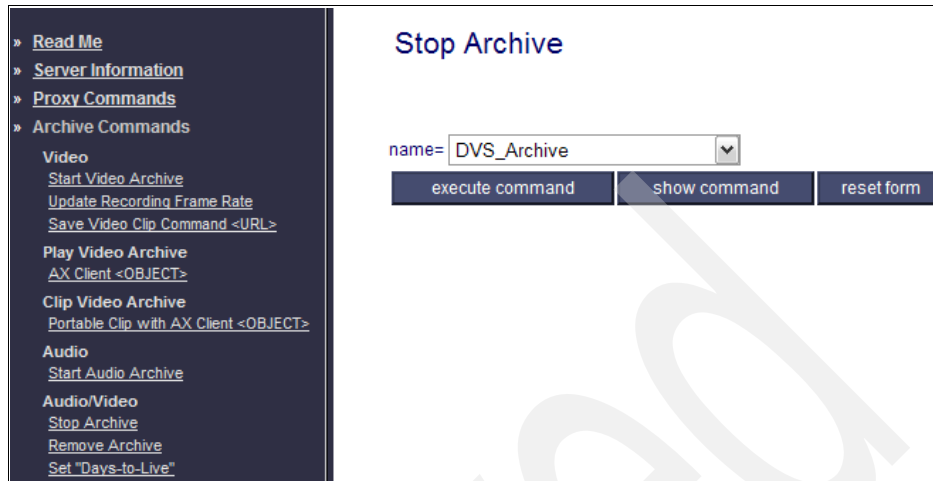 » Read Me
» Server Information
» Proxy Commands
» Archive Commands
Video
Start Video Archive
Update Recording Frame Rate
Save Video Clip Command <URL>
Play Video Archive
AX Client <OBJECT>
Clip Video Archive
Portable Clip with AX Client <OBJECT>
Audio
Start Audio Archive
Audio/Video
Stop Archive
Remove Archive
Set "Days-to-Live"
Stop Archive
name= DVS_Archive
execute command show command reset form